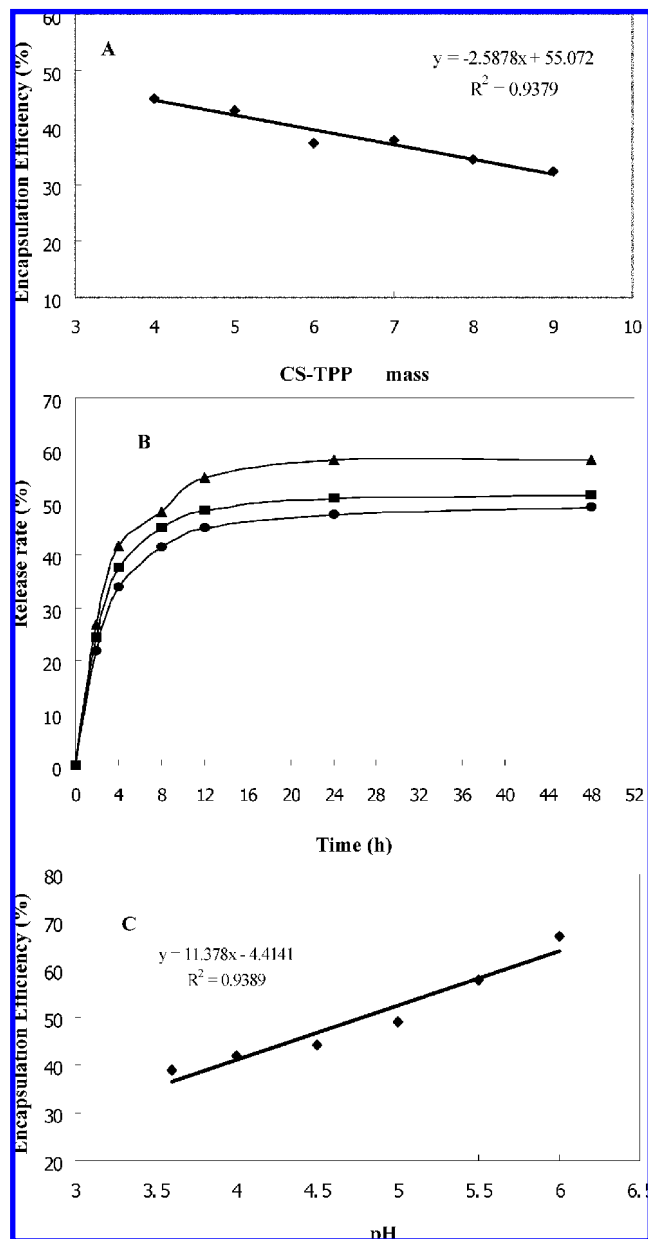 A
y = -2.5878x + 55.072
R² = 0.9379
Encapsulation Efficiency (%)
60
50
40
30
20
10
3 4 5 6 7 8 9 10
CS-TPP mass
B
Release rate (%)
70
60
50
40
30
20
10
0
0 4 8 12 16 20 24 28 32 36 40 44 48 52
Time (h)
C
y = 11.378x - 4.4141
R² = 0.9389
Encapsulation Efficiency (%)
80
70
60
50
40
30
20
3 3.5 4 4.5 5 5.5 6 6.5
pH